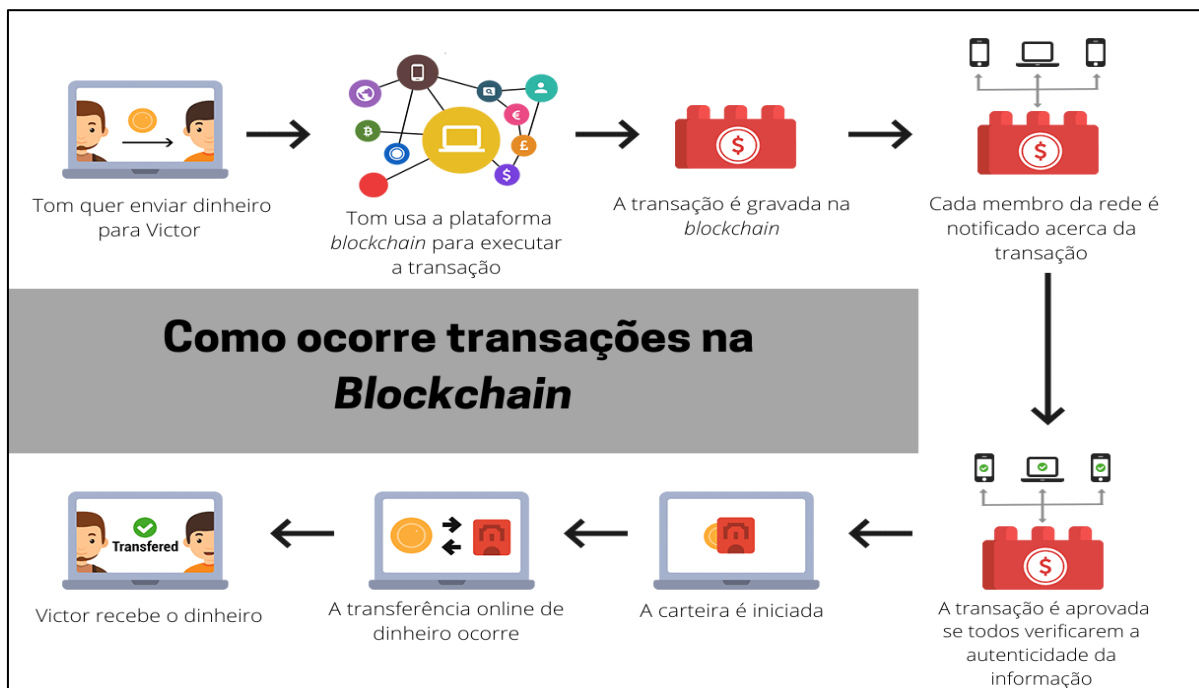 Tom quer enviar dinheiro
para Victor
Tom usa a plataforma
blockchain para executar
a transação
A transação é gravada na
blockchain
Cada membro da rede é
notificado acerca da
transação
Como ocorre transações na
Blockchain
Transfered
Victor recebe o dinheiro
A transferência online de
dinheiro ocorre
A carteira é iniciada
A transação é aprovada
se todos verificarem a
autenticidade da
informação